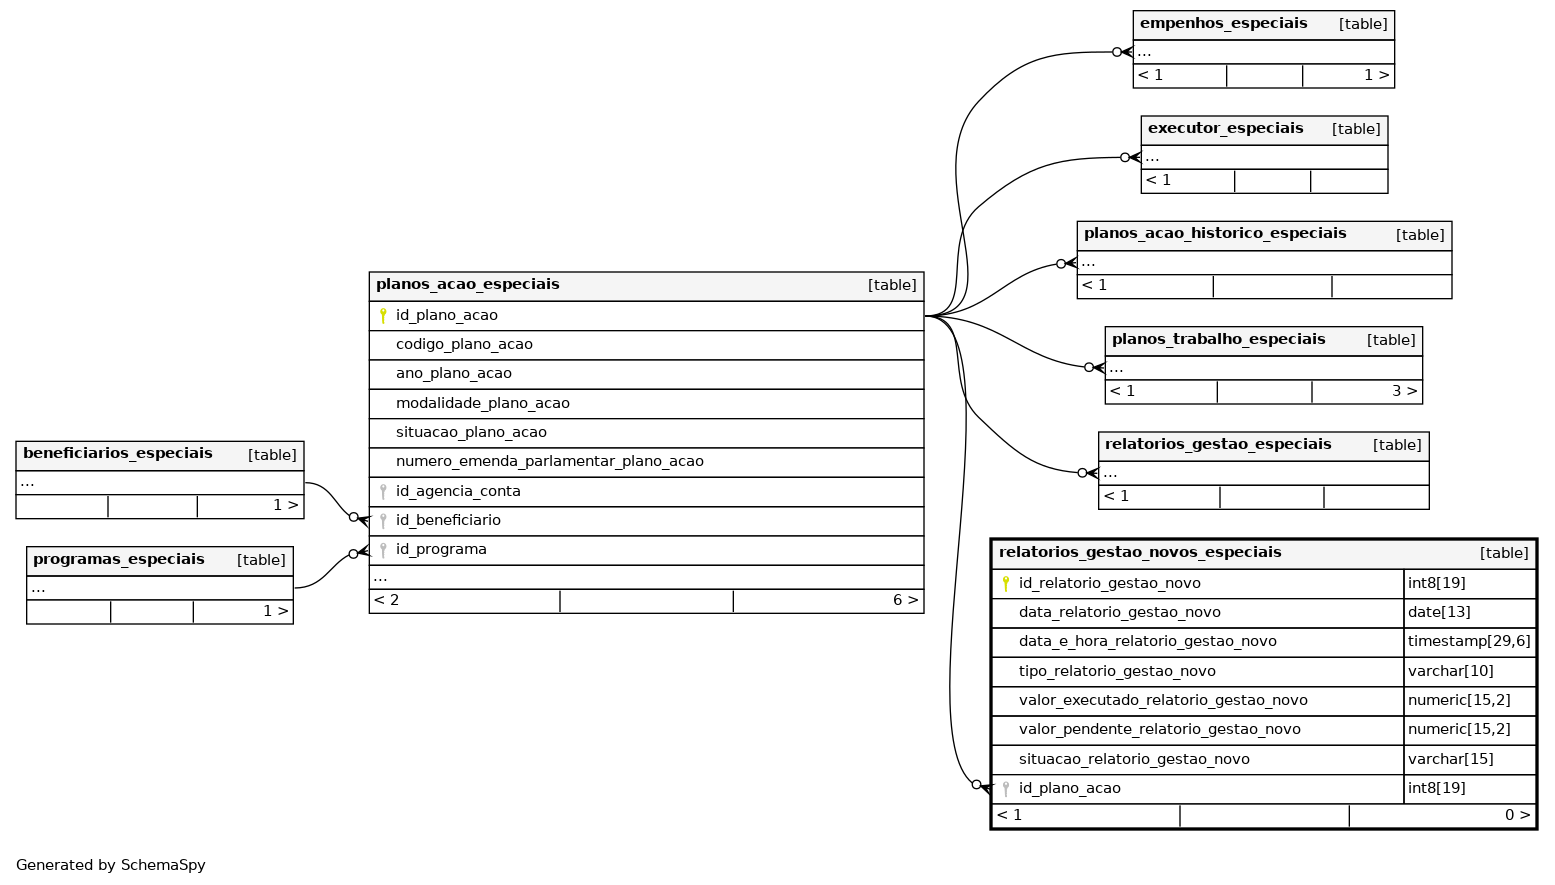 empenhos_especiais [table]
...
< 1 1 >
executor_especiais [table]
...
< 1
planos_acao_historico_especiais [table]
...
< 1
planos_trabalho_especiais [table]
...
< 1 3 >
relatorios_gestao_especiais [table]
...
< 1
planos_acao_especiais [table]
id_plano_acao
codigo_plano_acao
ano_plano_acao
modalidade_plano_acao
situacao_plano_acao
numero_emenda_parlamentar_plano_acao
id_agencia_conta
id_beneficiario
id_programa
...
< 2 6 >
beneficiarios_especiais [table]
...
1 >
programas_especiais [table]
...
1 >
relatorios_gestao_novos_especiais [table]
id_relatorio_gestao_novo int8[19]
data_relatorio_gestao_novo date[13]
data_e_hora_relatorio_gestao_novo timestamp[29,6]
tipo_relatorio_gestao_novo varchar[10]
valor_executado_relatorio_gestao_novo numeric[15,2]
valor_pendente_relatorio_gestao_novo numeric[15,2]
situacao_relatorio_gestao_novo varchar[15]
id_plano_acao int8[19]
< 1 0 >
Generated by SchemaSpy